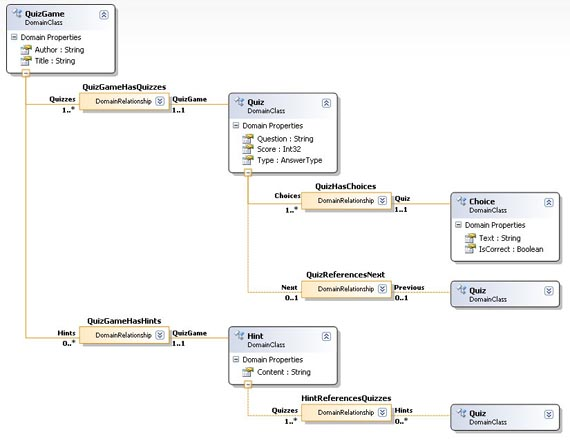 QuizGame
DomainClass
Domain Properties
Author : String
Title : String
QuizGameHasQuizzes
Quizzes DomainRelationship QuizGame
1..* 1..1
Quiz
DomainClass
Domain Properties
Question : String
Score : Int32
Type : AnswerType
QuizHasChoices
Choices DomainRelationship Quiz
1..* 1..1
Choice
DomainClass
Domain Properties
Text : String
IsCorrect : Boolean
QuizReferencesNext
Next DomainRelationship Previous
0..1 0..1
Quiz
DomainClass
QuizGameHasHints
Hints DomainRelationship QuizGame
0..* 1..1
Hint
DomainClass
Domain Properties
Content : String
HintReferencesQuizzes
Quizzes DomainRelationship Hints
1..* 0..*
Quiz
DomainClass